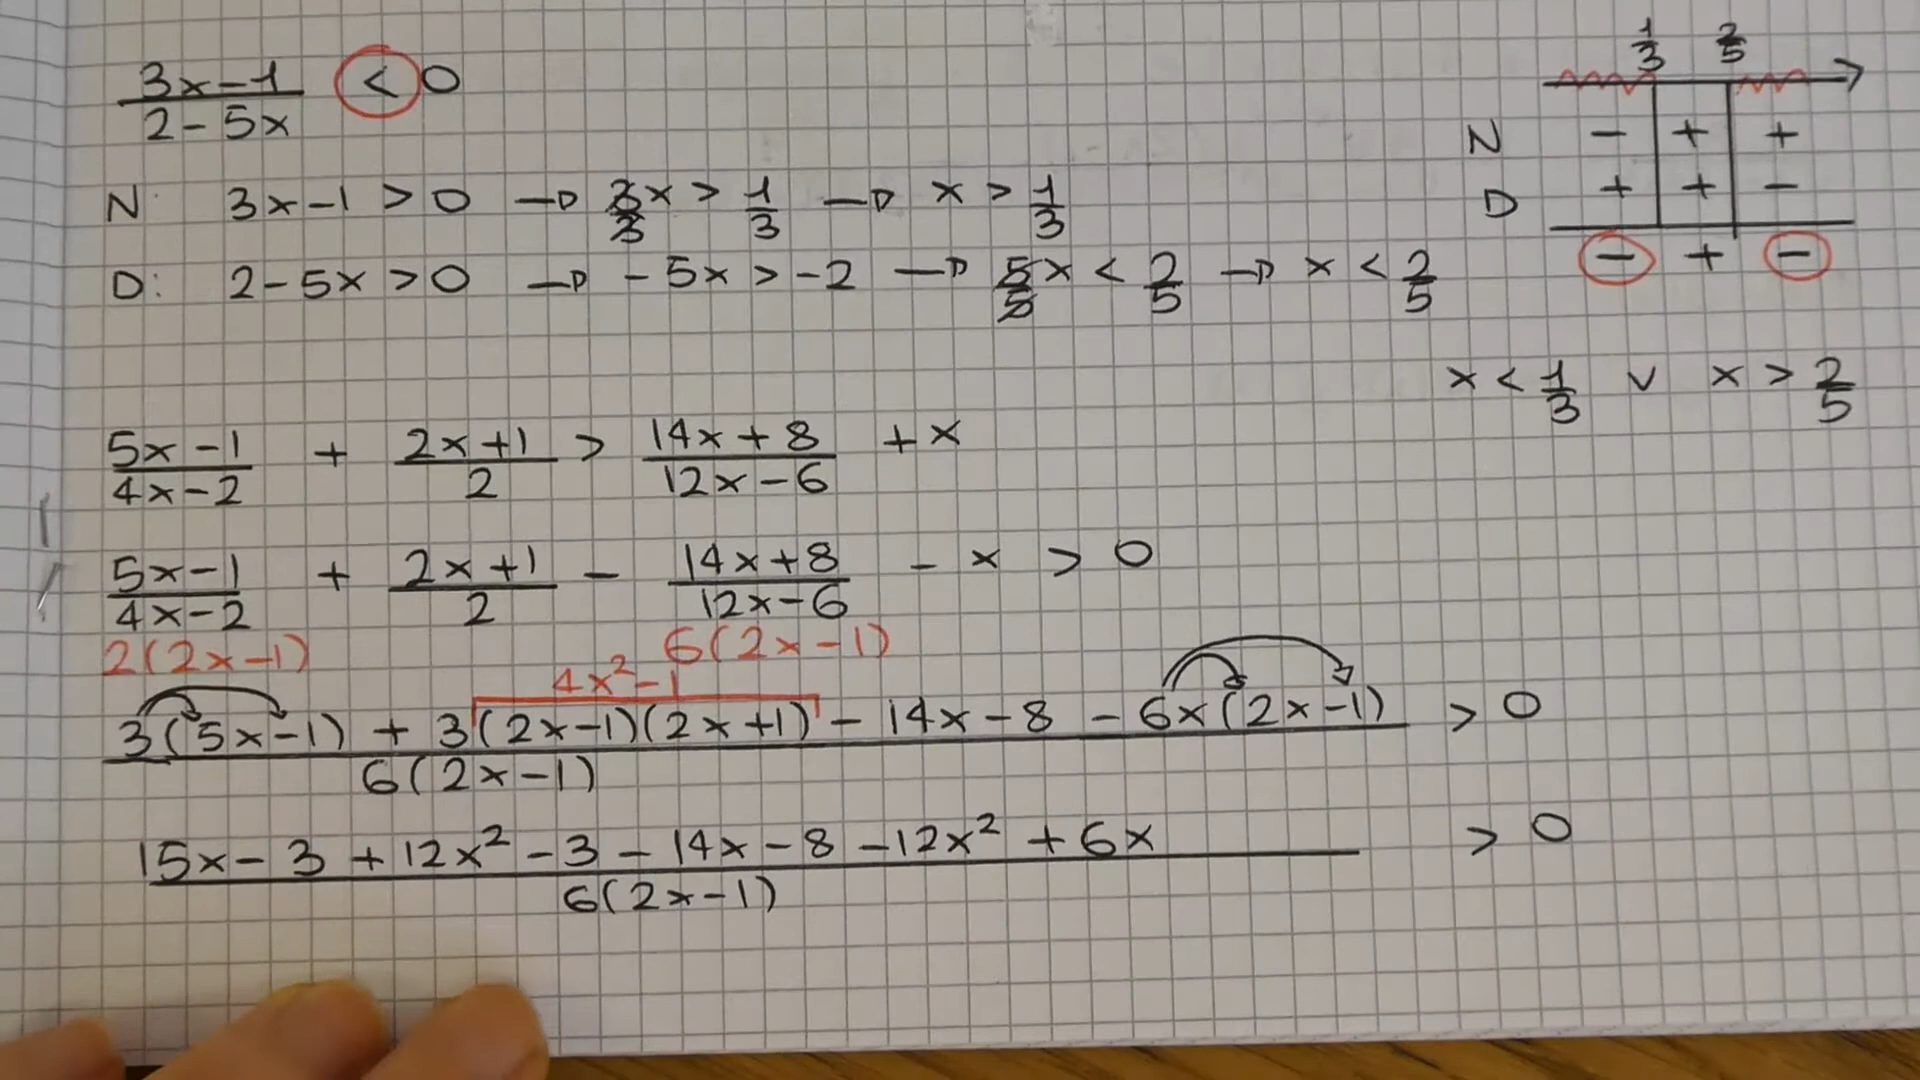 (3x-1)/(2-5x) < 0
N: 3x-1 > 0 → 3/3 x > 1/3 → x > 1/3
D: 2-5x > 0 → -5x > -2 → 5/5 x < 2/5 → x < 2/5
1/3 2/5
N - + +
D + + -
- + -
x < 1/3 ∨ x > 2/5
(5x-1)/(4x-2) + (2x+1)/2 > (14x+8)/(12x-6) + x
(5x-1)/(4x-2) + (2x+1)/2 - (14x+8)/(12x-6) - x > 0
2(2x-1) 6(2x-1)
4x²-1
(3(5x-1) + 3(2x-1)(2x+1) - 14x - 8 - 6x(2x-1))/(6(2x-1)) > 0
(15x - 3 + 12x² - 3 - 14x - 8 - 12x² + 6x)/(6(2x-1)) > 0